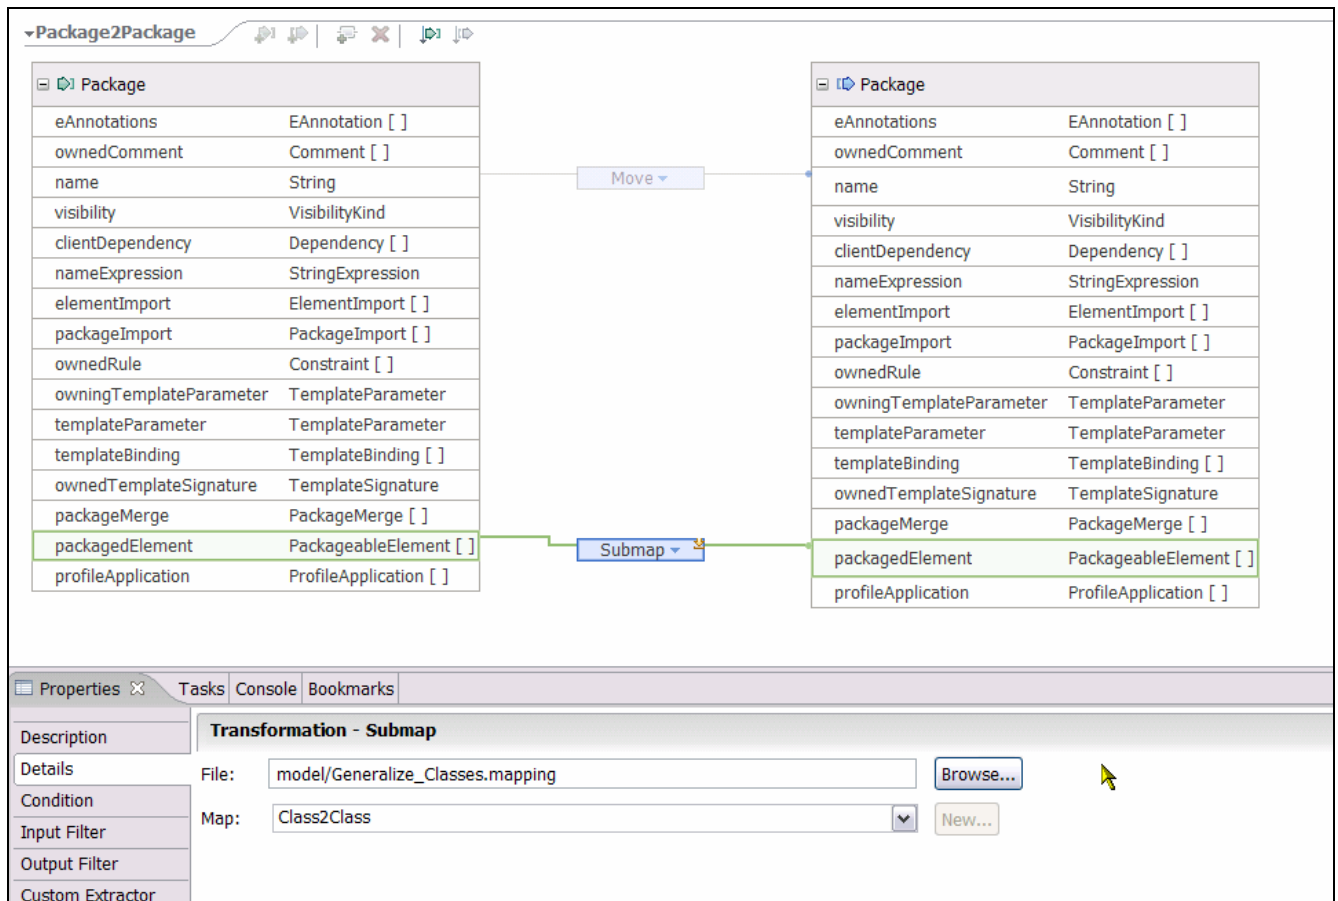 Package2Package
Package
eAnnotations EAnnotation [ ]
ownedComment Comment [ ]
name String
visibility VisibilityKind
clientDependency Dependency [ ]
nameExpression StringExpression
elementImport ElementImport [ ]
packageImport PackageImport [ ]
ownedRule Constraint [ ]
owningTemplateParameter TemplateParameter
templateParameter TemplateParameter
templateBinding TemplateBinding [ ]
ownedTemplateSignature TemplateSignature
packageMerge PackageMerge [ ]
packagedElement PackageableElement [ ]
profileApplication ProfileApplication [ ]
Move
Submap
Package
eAnnotations EAnnotation [ ]
ownedComment Comment [ ]
name String
visibility VisibilityKind
clientDependency Dependency [ ]
nameExpression StringExpression
elementImport ElementImport [ ]
packageImport PackageImport [ ]
ownedRule Constraint [ ]
owningTemplateParameter TemplateParameter
templateParameter TemplateParameter
templateBinding TemplateBinding [ ]
ownedTemplateSignature TemplateSignature
packageMerge PackageMerge [ ]
packagedElement PackageableElement [ ]
profileApplication ProfileApplication [ ]
Properties Tasks Console Bookmarks
Description
Details
Condition
Input Filter
Output Filter
Custom Extractor
Transformation - Submap
File: model/Generalize_Classes.mapping Browse...
Map: Class2Class New...